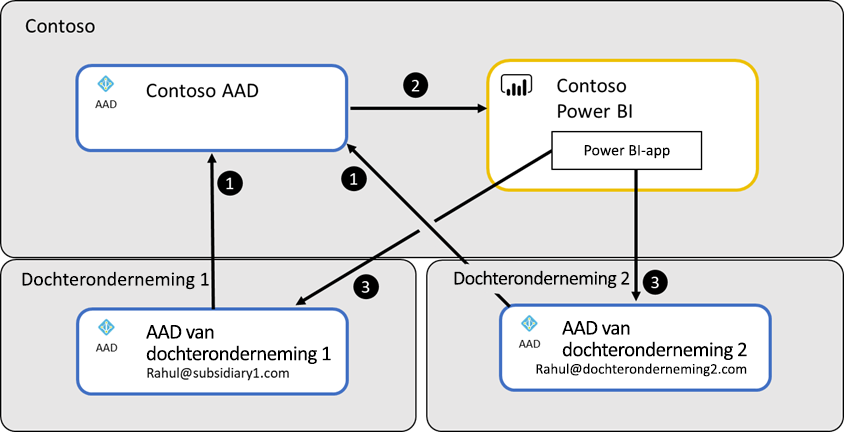 Contoso
AAD
Contoso AAD
2
Contoso
Power BI
Power BI-app
1
1
Dochteronderneming 1
3
Dochteronderneming 2
3
AAD
AAD van
dochteronderneming 1
Rahul@subsidiary1.com
AAD
AAD van
dochteronderneming 2
Rahul@dochteronderneming2.com